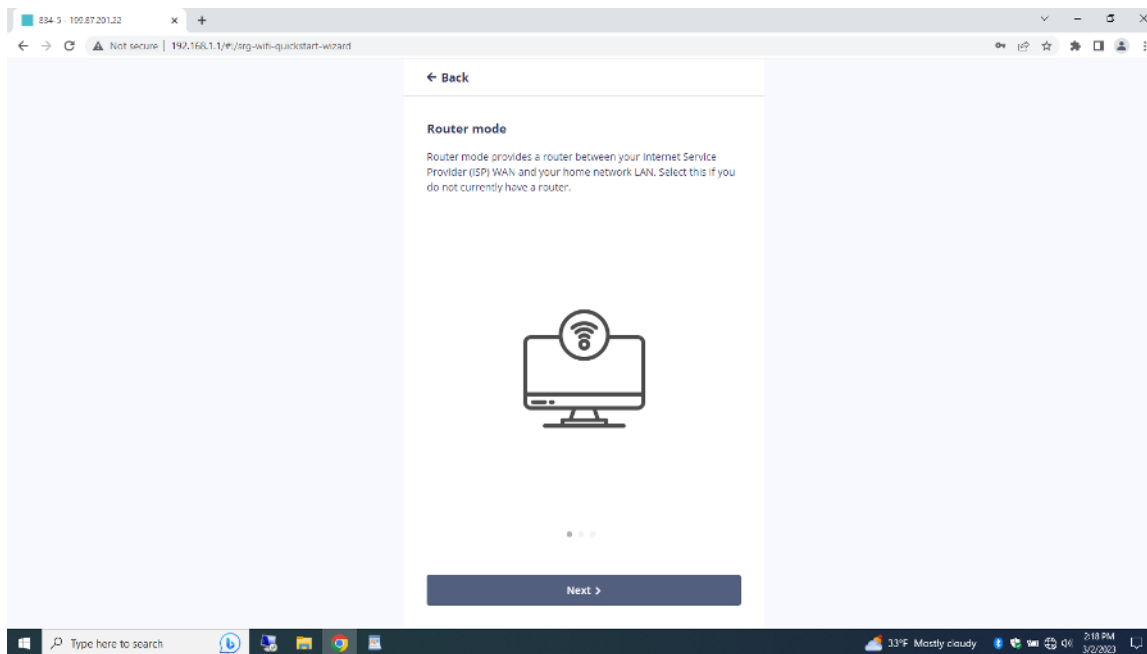 834-5 - 199.87.201.22
Not secure | 192.168.1.1/#!/srg-wifi-quickstart-wizard
Back
Router mode
Router mode provides a router between your Internet Service
Provider (ISP) WAN and your home network LAN. Select this if you
do not currently have a router.
Next >
Type here to search
33°F Mostly cloudy
2:18 PM
3/2/2023